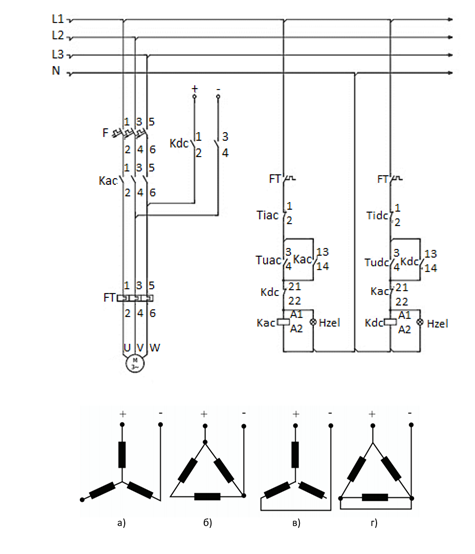 L1
L2
L3
N
+ -
1 3 5
F
2 4 6
Kdc 1 3
2 4
1 3 5
Kac
2 4 6
FT FT
Tiac 1 Tidc 1
2 2
Tuac 3 Kac 13 Tudc 3 Kdc 13
4 14 4 14
Kdc 21 Kac 21
22 22
1 3 5
FT
2 4 6
Kac A1 Hzel Kdc A1 Hzel
A2 A2
U V W
M
3~
+ - + - + - + -
а) б) в) г)